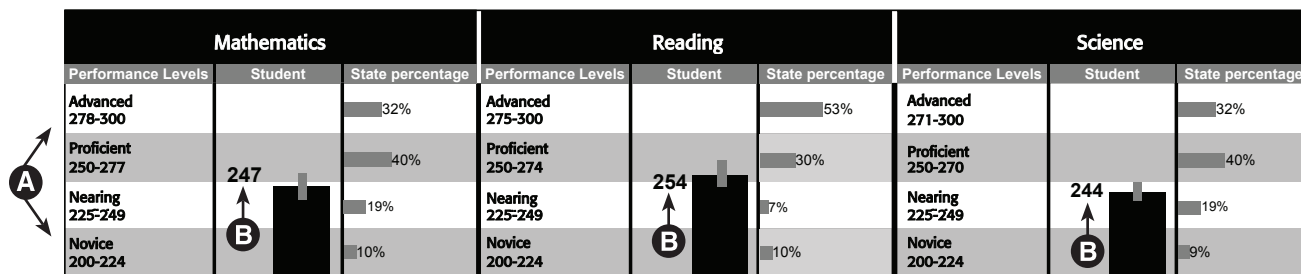 Mathematics Reading Science
Performance Levels Student State percentage Performance Levels Student State percentage Performance Levels Student State percentage
Advanced
278-300
32%
Advanced
275-300
53%
Advanced
271-300
32%
A
Proficient
250-277
40%
Proficient
250-274
30%
Proficient
250-270
40%
247
B
254
B
244
B
Nearing
225-249
19%
Nearing
225-249
7%
Nearing
225-249
19%
Novice
200-224
10%
Novice
200-224
10%
Novice
200-224
9%